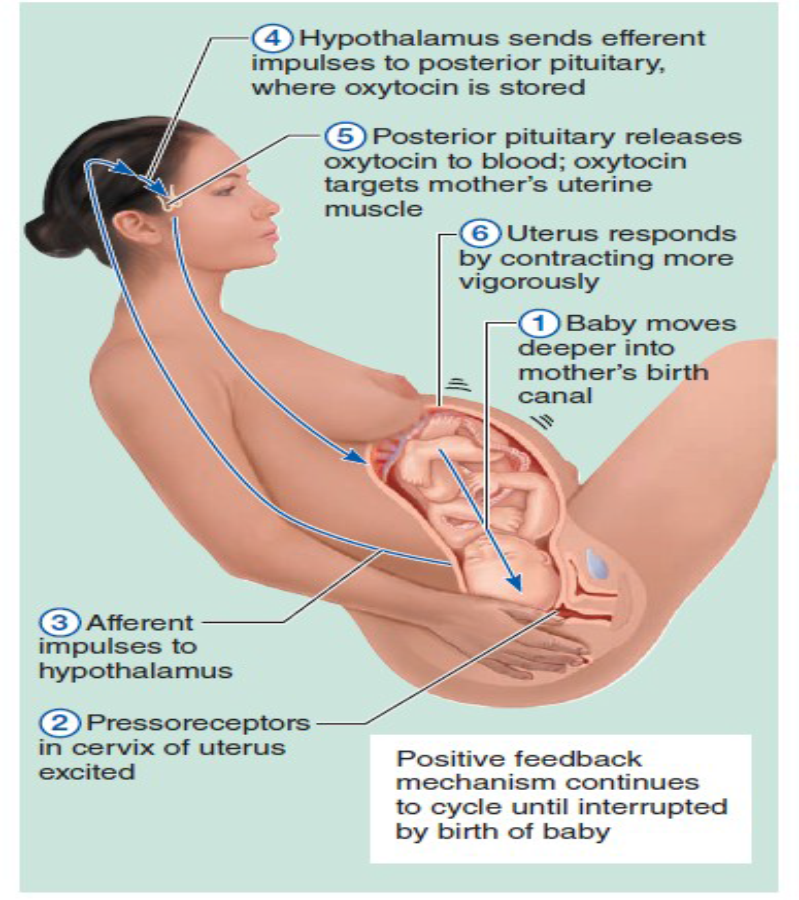 4 Hypothalamus sends efferent
impulses to posterior pituitary,
where oxytocin is stored
5 Posterior pituitary releases
oxytocin to blood; oxytocin
targets mother's uterine
muscle
6 Uterus responds
by contracting more
vigorously
1 Baby moves
deeper into
mother's birth
canal
3 Afferent
impulses to
hypothalamus
2 Pressoreceptors
in cervix of uterus
excited
Positive feedback
mechanism continues
to cycle until interrupted
by birth of baby